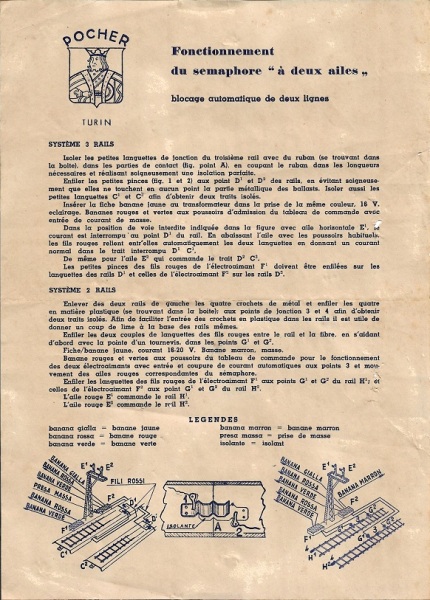 POCHER
TURIN
Fonctionnement
du semaphore " à deux ailes "
blocage automatique de deux lignes
SYSTÈME 3 RAILS
Isoler les petites languettes de jonction du troisième rail avec du ruban (se trouvant dans
la boîte), dans les parties de contact (fig. point A), en coupant le ruban dans les longueurs
nécessaires et réalisant soigneusement une isolation parfaite.
Enfiler les petites pinces (fig. 1 et 2) aux point D¹ et D² des rails, en évitant soigneuse-
ment que elles ne touchent en aucun point la partie métallique des ballasts. Isoler aussi les
petites languettes C¹ et C² afin d'obtenir deux traits isolés.
Insérer la fiche banane jaune au transformateur dans la prise de la même couleur, 16 V.
eclairage. Bananes rouges et vertes aux poussoirs d'admission du tableau de commande avec
entrée de courant de masse.
Dans la position de voie interdite indiquée dans la figure avec aile horizontale E¹, le
courant est interrompu au point D¹ du rail. En abaissant l'aile avec les poussoirs habituels,
les fils rouges relient entr'elles automatiquement les deux languettes en donnant un courant
normal dans le trait interrompu D¹ C¹.
De même pour l'aile E² qui commande le trait D² C².
Les petites pinces des fils rouges de l'électroaimant F¹ doivent être enfilées sur les
languettes des rails D¹ et celles de l'électroaimant F² sur les rails D².
SYSTÈME 2 RAILS
Enlever des deux rails de gauche les quatre crochets de métal et enfiler les quatre
en matière plastique (se trouvant dans la boîte); aux points de jonction 3 et 4 afin d'obtenir
deux traits isolés. Afin de faciliter l'entrée des crochets en plastique dans les rails il est utile de
donner un coup de lime à la base des rails mêmes.
Enfiler les deux couples de languettes des fils rouges entre le rail et la fibre, en s'aidant
d'abord avec la pointe d'un tournevis, dans les points G¹ et G².
Fiche/banane jaune, courant 16-20 V. Banane marron, masse.
Banane rouges et vertes aux poussoirs du tableau de commande pour le fonctionnement
des deux électroaimants avec entrée et coupure de courant automatiques aux points 3 et mou-
vement des ailes rouges correspondantes du sémaphore.
Enfiler les languettes des fils rouges de l'électroaimant F¹ aux points G¹ et G² du rail H¹; et
celles de l'électroaimant F² aux point G¹ et G² du rail H².
L'aile rouge E¹ commande le rail H¹.
L'aile rouge E² commande le rail H².
LEGENDES
banana gialla = banane jaune
banana rossa = banane rouge
banana verde = banane verte
banana marron = banane marron
presa massa = prise de masse
isolante = isolant
BANANA GIALLA
BANANA ROSSA
BANANA VERDE
PRESA MASSA
BANANA ROSSA
BANANA VERDE
E¹ E²
FILI ROSSI
F²
F¹
D¹
C¹
C²
D²
ISOLANTE
1
A
2
BANANA GIALLA
BANANA ROSSA
BANANA VERDE
BANANA ROSSA
BANANA VERDE
E¹ E²
BANANA MARRON
F²
F¹
G¹ 3 G²
H¹
H²